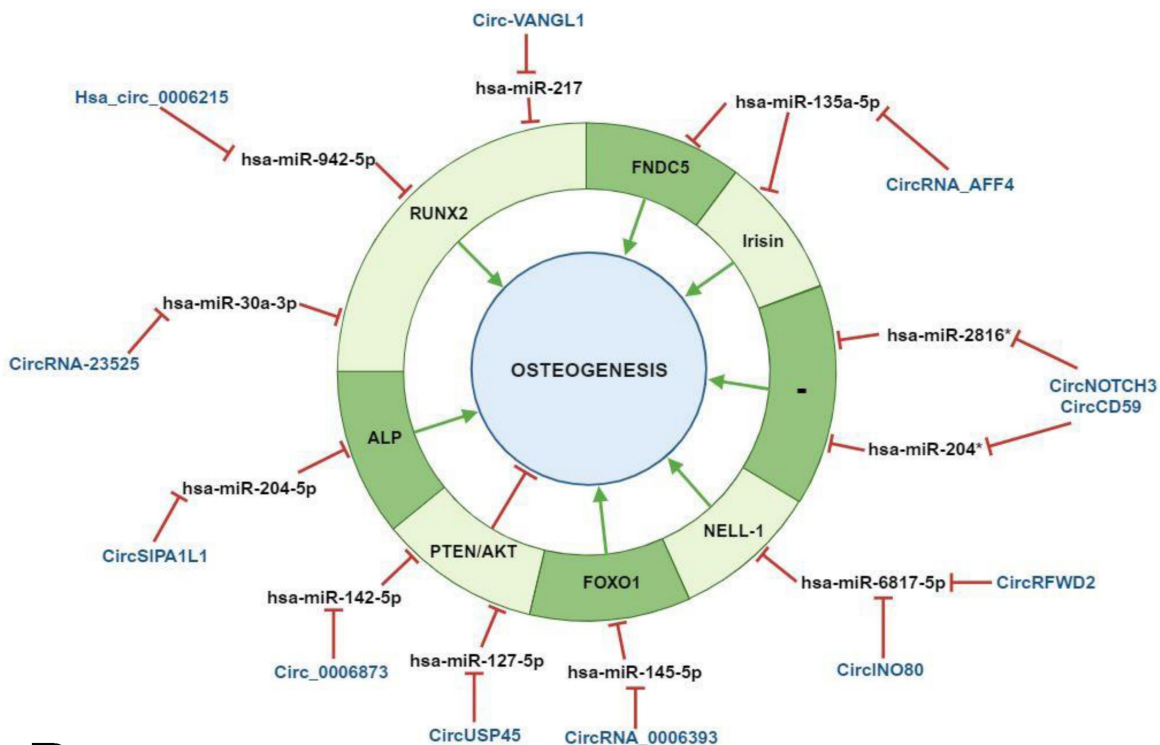 Circ-VANGL1
hsa-miR-217
Hsa_circ_0006215
hsa-miR-135a-5p
hsa-miR-942-5p
FNDC5
CircRNA_AFF4
RUNX2
Irisin
hsa-miR-30a-3p
hsa-miR-2816*
CircRNA-23525
OSTEOGENESIS
CircNOTCH3
CircCD59
-
ALP
hsa-miR-204*
hsa-miR-204-5p
NELL-1
CircSIPA1L1
PTEN/AKT
FOXO1
hsa-miR-6817-5p
CircRFWD2
hsa-miR-142-5p
hsa-miR-127-5p
hsa-miR-145-5p
CircINO80
Circ_0006873
CircUSP45
CircRNA_0006393